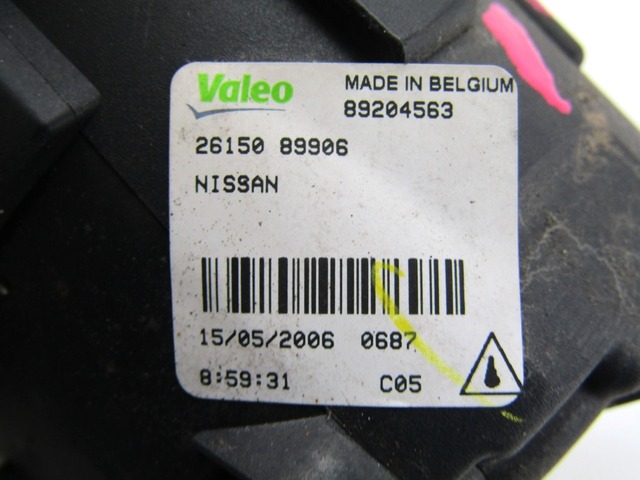 Valeo MADE IN BELGIUM
89204563
26150 89906
NISSAN
15/05/2006 0687
8:59:31 C05